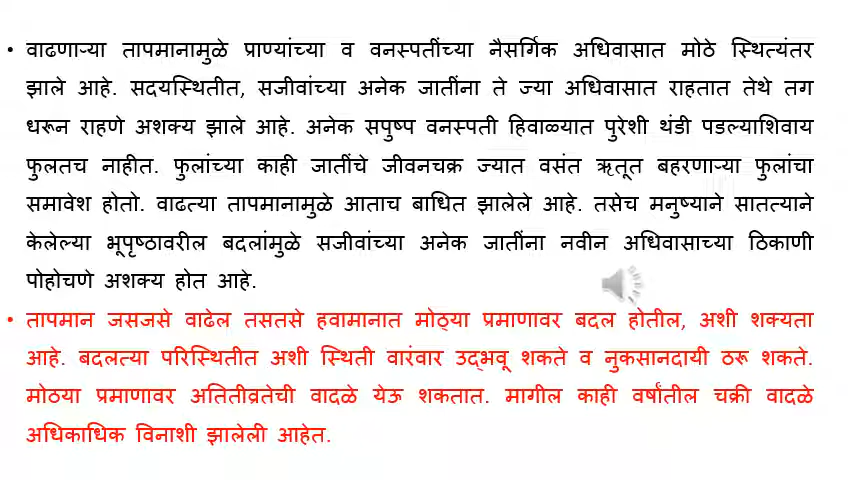 • वाढणाऱ्या तापमानामुळे प्राण्यांच्या व वनस्पतींच्या नैसर्गिक अधिवासात मोठे स्थित्यंतर
झाले आहे. सदयस्थितीत, सजीवांच्या अनेक जातींना ते ज्या अधिवासात राहतात तेथे तग
धरून राहणे अशक्य झाले आहे. अनेक सपुष्प वनस्पती हिवाळ्यात पुरेशी थंडी पडल्याशिवाय
फुलतच नाहीत. फुलांच्या काही जातींचे जीवनचक्र ज्यात वसंत ऋतूत बहरणाऱ्या फुलांचा
समावेश होतो. वाढत्या तापमानामुळे आताच बाधित झालेले आहे. तसेच मनुष्याने सातत्याने
केलेल्या भूपृष्ठावरील बदलांमुळे सजीवांच्या अनेक जातींना नवीन अधिवासाच्या ठिकाणी
पोहोचणे अशक्य होत आहे.
• तापमान जसजसे वाढेल तसतसे हवामानात मोठ्या प्रमाणावर बदल होतील, अशी शक्यता
आहे. बदलत्या परिस्थितीत अशी स्थिती वारंवार उद्‌भवू शकते व नुकसानदायी ठरू शकते.
मोठया प्रमाणावर अतितीव्रतेची वादळे येऊ शकतात. मागील काही वर्षांतील चक्री वादळे
अधिकाधिक विनाशी झालेली आहेत.